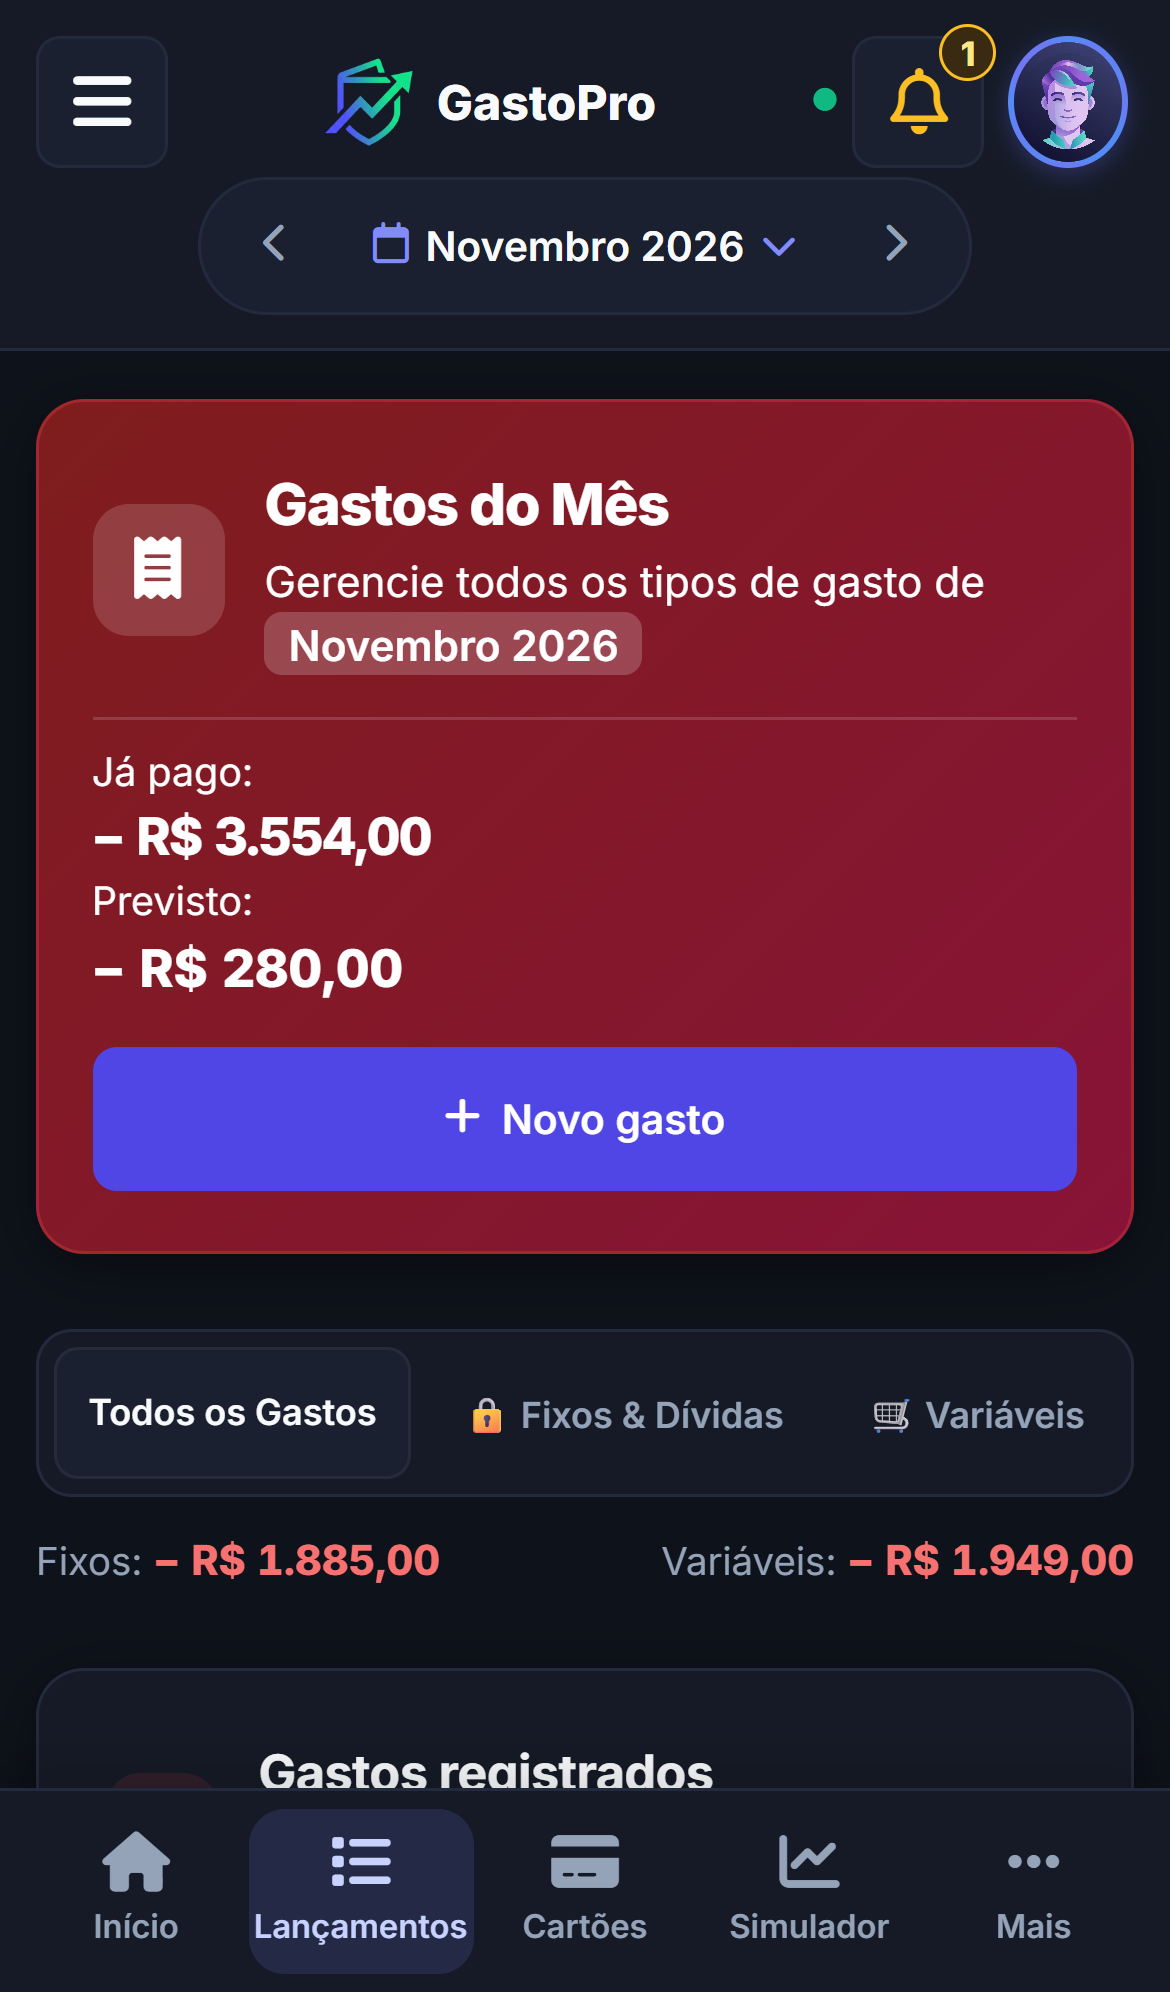 GastoPro
1
Novembro 2026
Gastos do Mês
Gerencie todos os tipos de gasto de
Novembro 2026
Já pago:
– R$ 3.554,00
Previsto:
– R$ 280,00
+ Novo gasto
Todos os Gastos
Fixos & Dívidas
Variáveis
Fixos: – R$ 1.885,00
Variáveis: – R$ 1.949,00
Gastos registrados
Início
Lançamentos
Cartões
Simulador
Mais